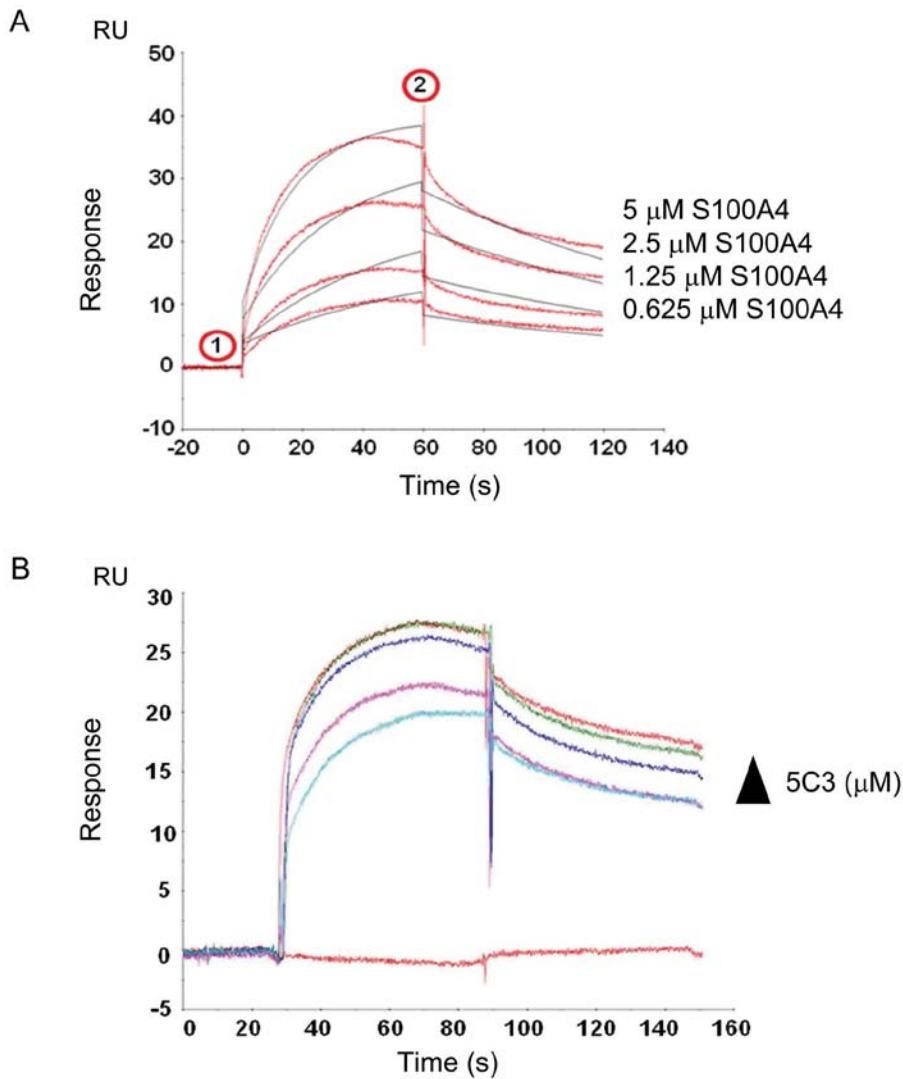 A
RU
50
40
30
20
10
0
-10
Response
1
2
5 μM S100A4
2.5 μM S100A4
1.25 μM S100A4
0.625 μM S100A4
-20 0 20 40 60 80 100 120 140
Time (s)
B
RU
30
25
20
15
10
5
0
-5
Response
5C3 (μM)
0 20 40 60 80 100 120 140 160
Time (s)